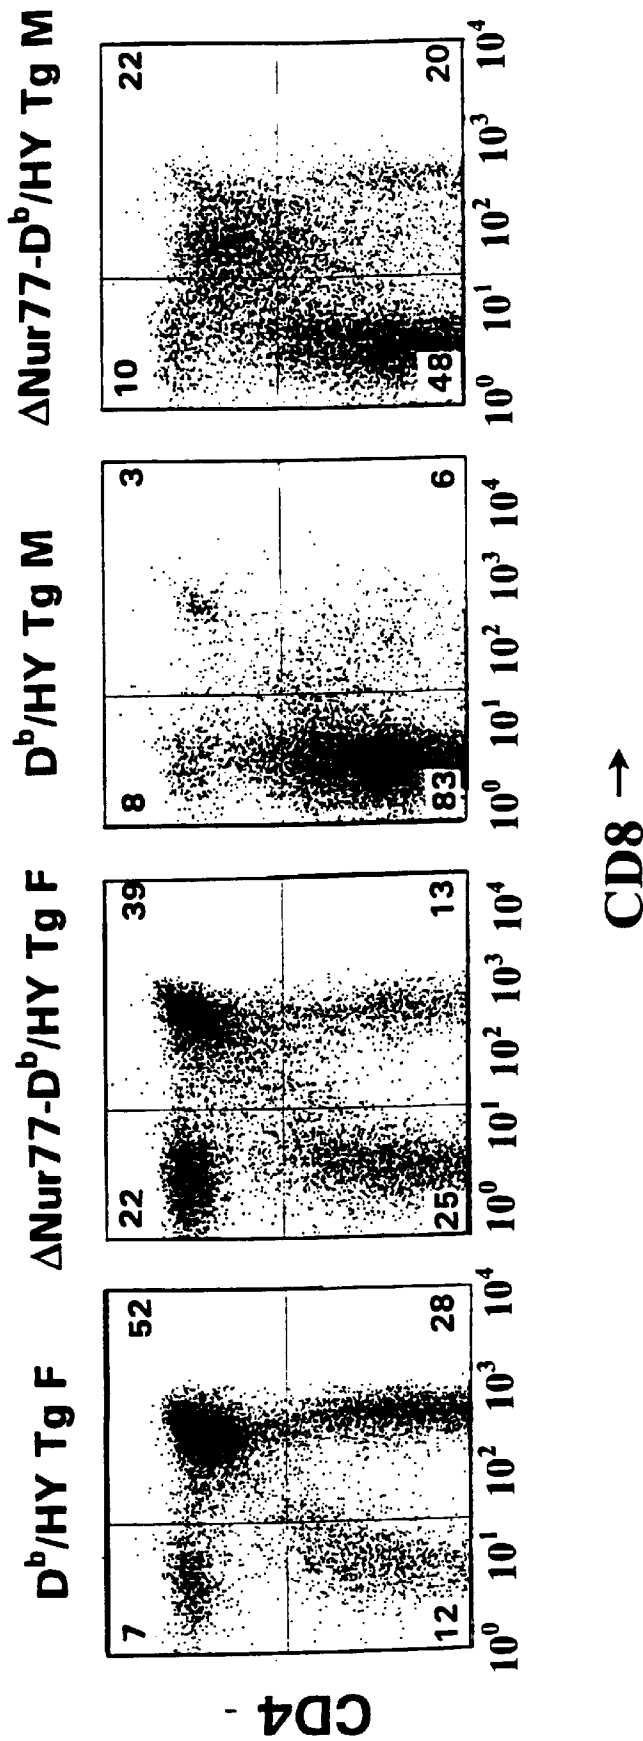 D^b/HY Tg F
ΔNur77-D^b/HY Tg F
D^b/HY Tg M
ΔNur77-D^b/HY Tg M
CD4
7
52
12
28
10^0 10^1 10^2 10^3 10^4
22
39
25
13
10^0 10^1 10^2 10^3 10^4
8
3
83
6
10^0 10^1 10^2 10^3 10^4
10
22
48
20
10^0 10^1 10^2 10^3 10^4
CD8 →